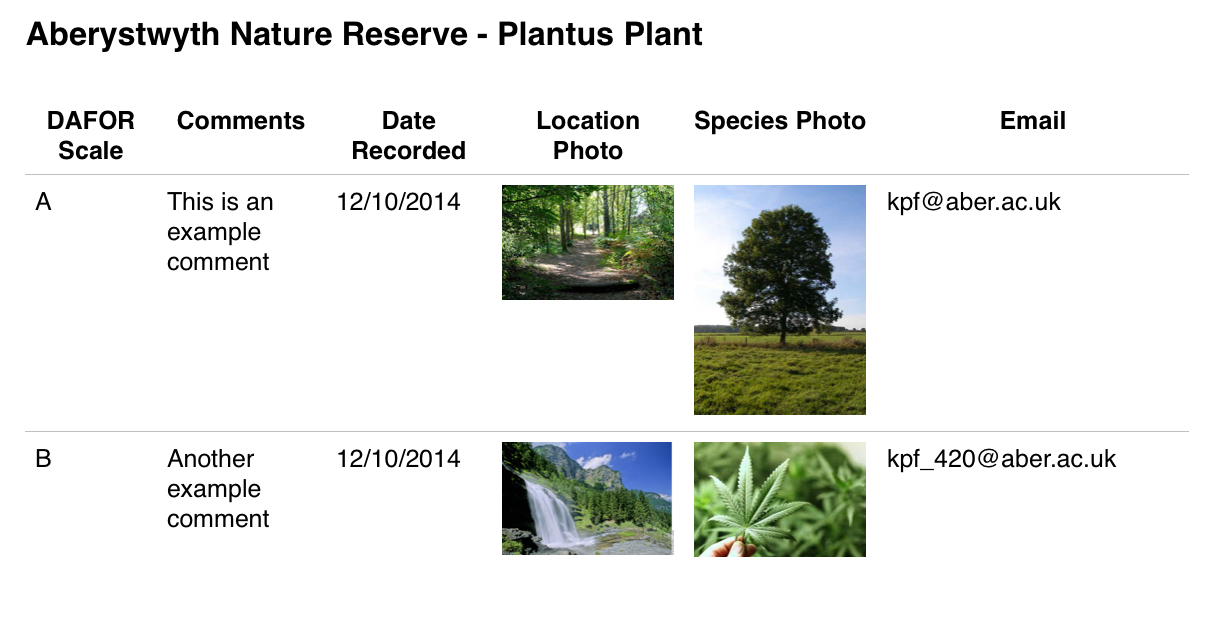 Aberystwyth Nature Reserve - Plantus Plant
DAFOR Scale Comments Date Recorded Location Photo Species Photo Email
A This is an example comment 12/10/2014 kpf@aber.ac.uk
B Another example comment 12/10/2014 kpf_420@aber.ac.uk